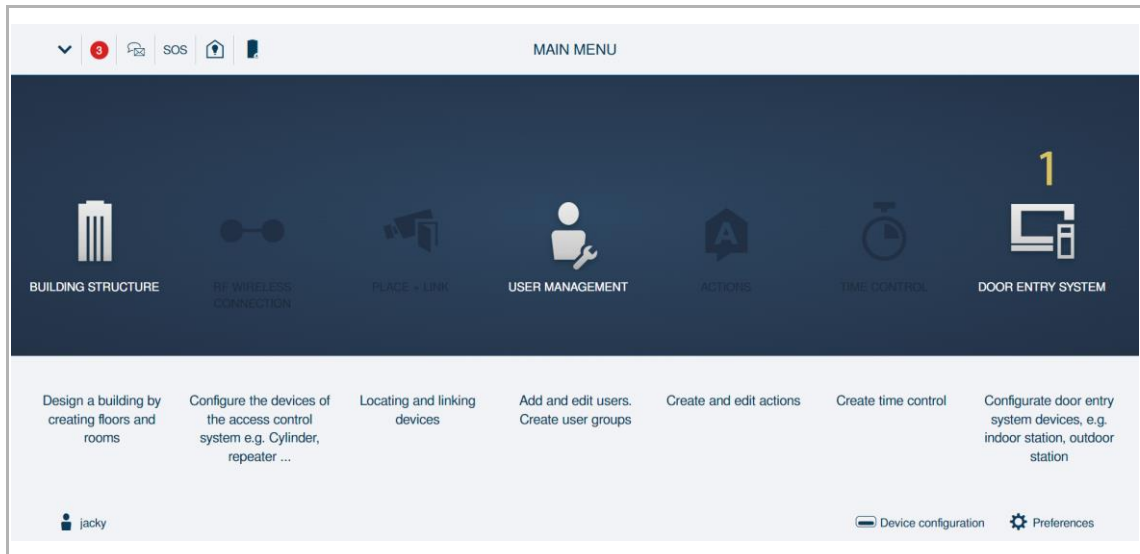 3
SOS
MAIN MENU
1
BUILDING STRUCTURE
RF WIRELESS
CONNECTION
PLACE + LINK
USER MANAGEMENT
A
ACTIONS
TIME CONTROL
DOOR ENTRY SYSTEM
Design a building by
creating floors and
rooms
Configure the devices of
the access control
system e.g. Cylinder,
repeater ...
Locating and linking
devices
Add and edit users.
Create user groups
Create and edit actions
Create time control
Configurate door entry
system devices, e.g.
indoor station, outdoor
station
jacky
Device configuration
Preferences